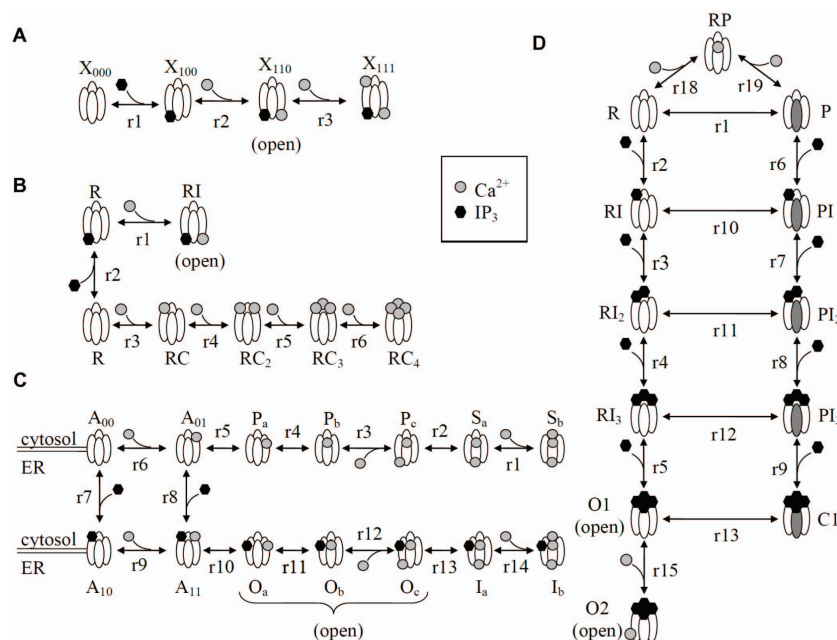 A
X000 X100 X110 X111
r1 r2 r3
(open)
B
R RI
r1
(open)
r2
r3 r4 r5 r6
R RC RC2 RC3 RC4
Ca2+
IP3
C
A00 A01 Pa Pb Pc Sa Sb
cytosol
ER
r6 r5 r4 r3 r2 r1
r7 r8
cytosol
ER
r9 r10 r11 r12 r13 r14
A10 A11 Oa Ob Oc Ia Ib
(open)
D
RP
r18 r19
R P
r1
r2 r6
RI PI
r10
r3 r7
RI2 PI2
r11
r4 r8
RI3
r12
r5 r9
O1 C1
(open)
r13
r15
O2
(open)